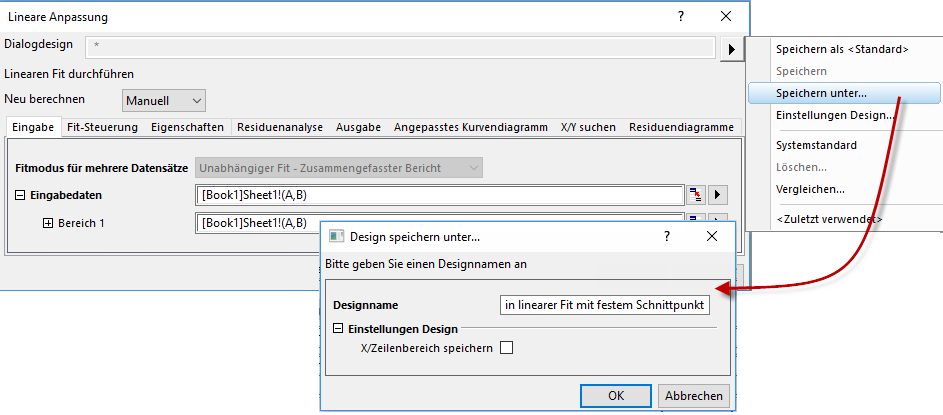 Lineare Anpassung ? ×
Dialogdesign *
Linearen Fit durchführen
Neu berechnen Manuell
Eingabe Fit-Steuerung Eigenschaften Residuenanalyse Ausgabe Angepasstes Kurvendiagramm X/Y suchen Residuendiagramme
Fitmodus für mehrere Datensätze Unabhängiger Fit - Zusammengefasster Bericht
Eingabedaten [Book1]Sheet1!(A,B)
Bereich 1 [Book1]Sheet1!(A,B)
Speichern als <Standard>
Speichern
Speichern unter...
Einstellungen Design...
Systemstandard
Löschen...
Vergleichen...
<Zuletzt verwendet>
Design speichern unter... ? ×
Bitte geben Sie einen Designnamen an
Designname in linearer Fit mit festem Schnittpunkt
Einstellungen Design
X/Zeilenbereich speichern
OK Abbrechen